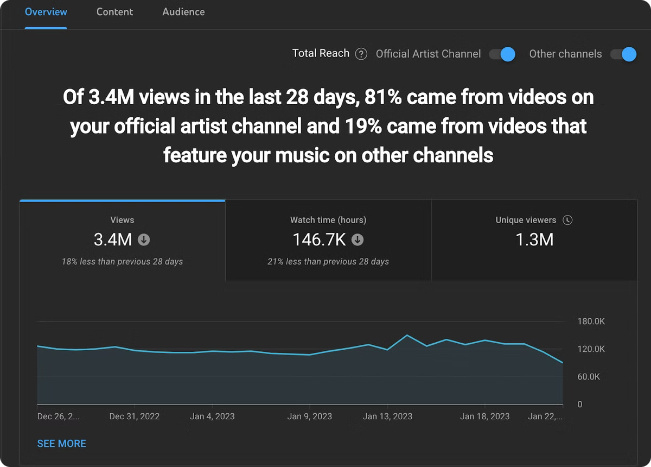 Overview Content Audience
Total Reach ? Official Artist Channel Other channels
Of 3.4M views in the last 28 days, 81% came from videos on
your official artist channel and 19% came from videos that
feature your music on other channels
Views
3.4M
18% less than previous 28 days
Watch time (hours)
146.7K
21% less than previous 28 days
Unique viewers
1.3M
180.0K
120.0K
60.0K
0
Dec 26, 2... Dec 31, 2022 Jan 4, 2023 Jan 9, 2023 Jan 13, 2023 Jan 18, 2023 Jan 22,...
SEE MORE